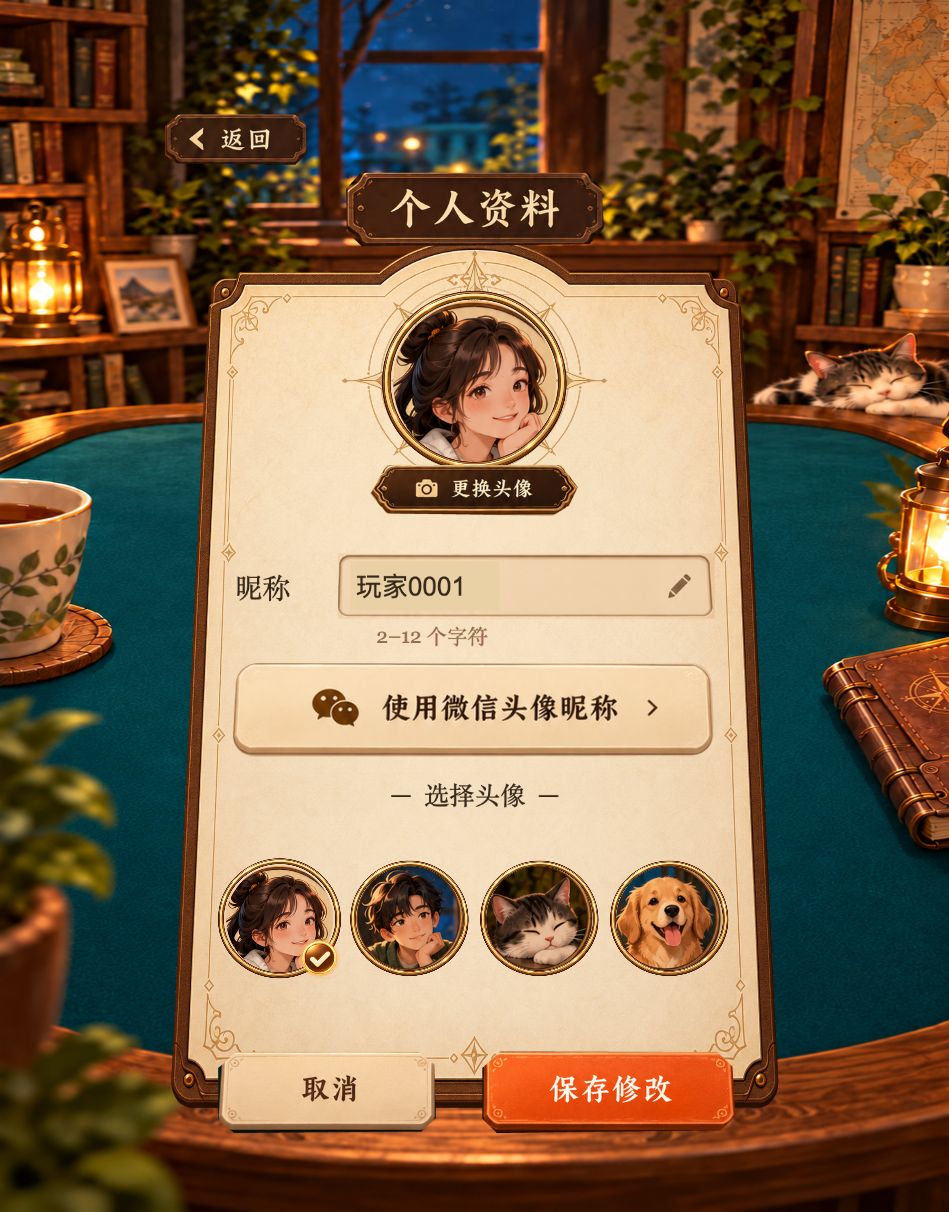 返回
个人资料
更换头像
昵称
玩家0001
2–12 个字符
使用微信头像昵称
— 选择头像 —
取消
保存修改